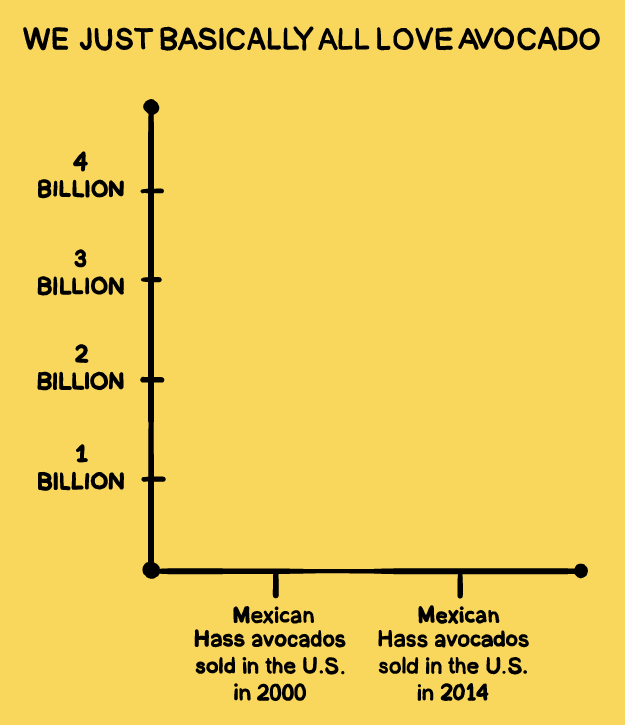 WE JUST BASICALLY ALL LOVE AVOCADO
4
BILLION
3
BILLION
2
BILLION
1
BILLION
Mexican
Hass avocados
sold in the U.S.
in 2000
Mexican
Hass avocados
sold in the U.S.
in 2014